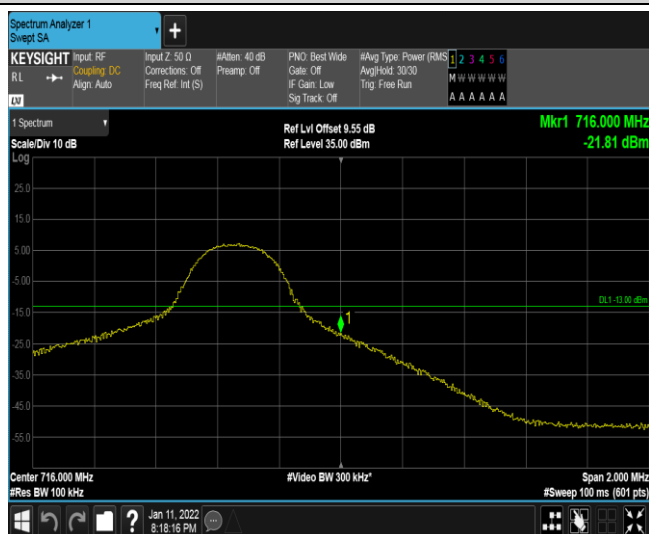 Spectrum Analyzer 1
Swept SA
KEYSIGHT
RL
Input: RF
Coupling: DC
Align: Auto
Input Z: 50 Ω
Corrections: Off
Freq Ref: Int (S)
#Atten: 40 dB
Preamp: Off
PNO: Best Wide
Gate: Off
IF Gain: Low
Sig Track: Off
#Avg Type: Power (RMS
Avg|Hold: 30/30
Trig: Free Run
1 2 3 4 5 6
M W W W W W
A A A A A A
LXI
1 Spectrum
Scale/Div 10 dB
Log
Ref Lvl Offset 9.55 dB
Ref Level 35.00 dBm
Mkr1 716.000 MHz
-21.81 dBm
25.0
15.0
5.00
-5.00
DL1 -13.00 dBm
-15.0
1
-25.0
-35.0
-45.0
-55.0
Center 716.000 MHz
#Res BW 100 kHz
#Video BW 300 kHz*
Span 2.000 MHz
#Sweep 100 ms (601 pts)
?
Jan 11, 2022
8:18:16 PM